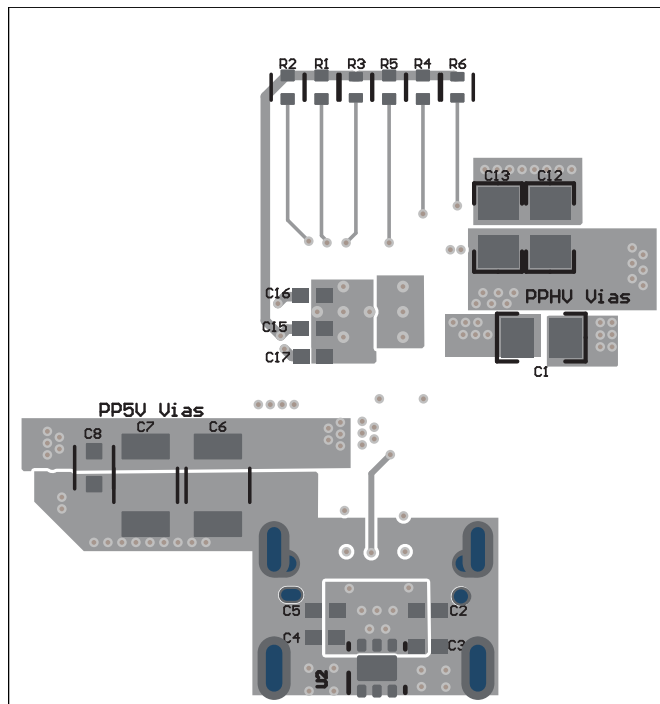 R2 R1 R3 R5 R4 R6
C13 C12
C16
PPHV Vias
C15
C17
C1
PP5V Vias
C8 C7 C6
C5 C2
C4 C3
U2